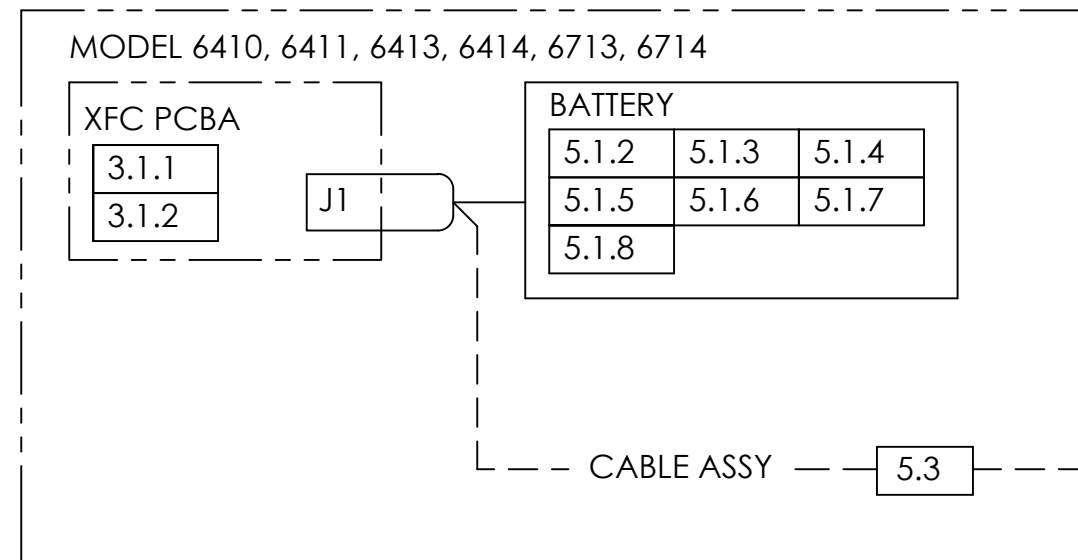 MODEL 6410, 6411, 6413, 6414, 6713, 6714
XFC PCBA
3.1.1
3.1.2
J1
BATTERY
5.1.2 5.1.3 5.1.4
5.1.5 5.1.6 5.1.7
5.1.8
CABLE ASSY
5.3